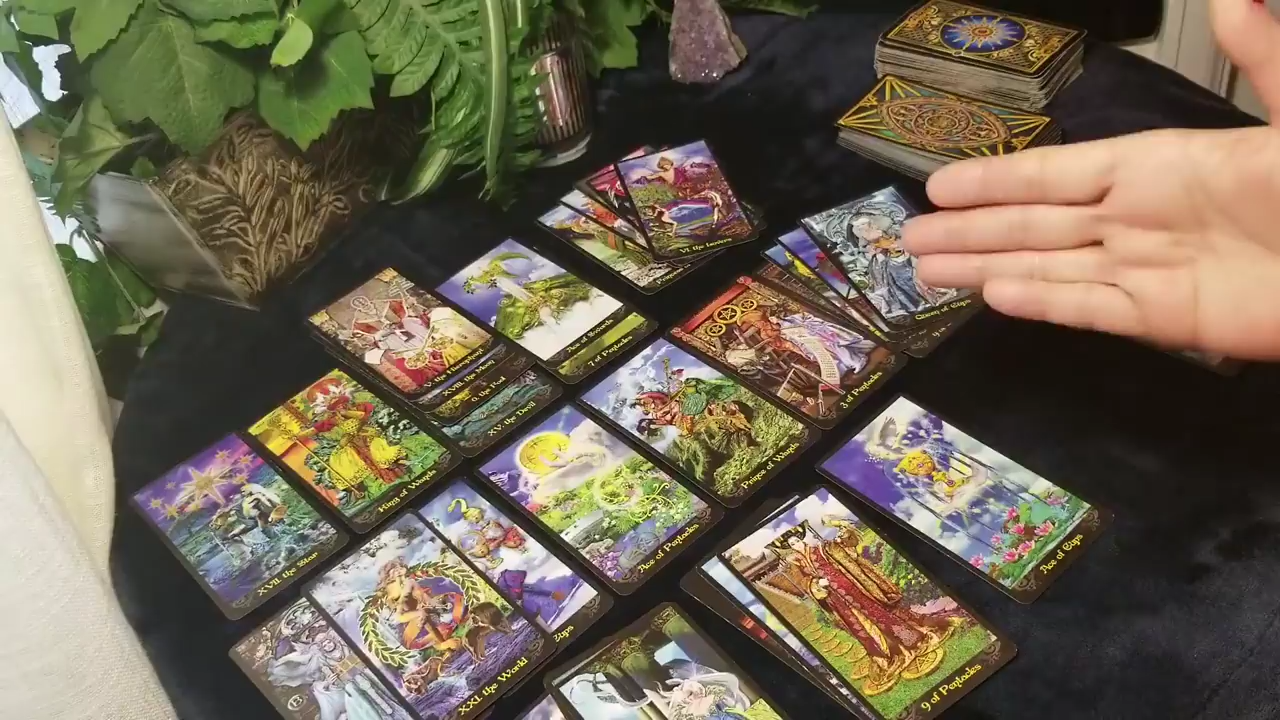 VI. the Lovers
Queen of Cups
Ace of Swords
7 of Pentacles
V. the Hierophant
XVIII. the Moon
0. the Fool
XV. the Devil
3 of Pentacles
King of Wands
Prince of Wands
XVII the Star
Ace of Pentacles
Ace of Cups
Cups
XXI. the World
9 of Pentacles